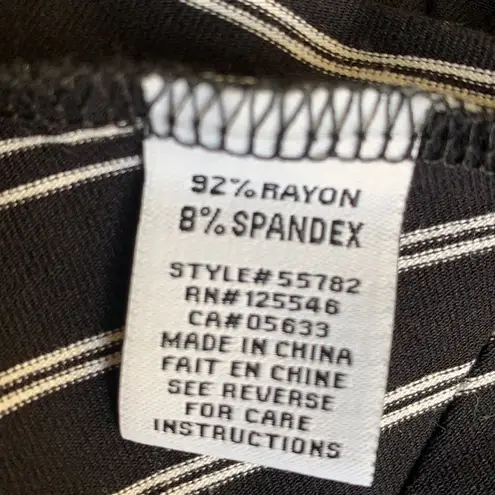 92% RAYON
8% SPANDEX
STYLE#55782
RN#125546
CA#05633
MADE IN CHINA
FAIT EN CHINE
SEE REVERSE
FOR CARE
INSTRUCTIONS